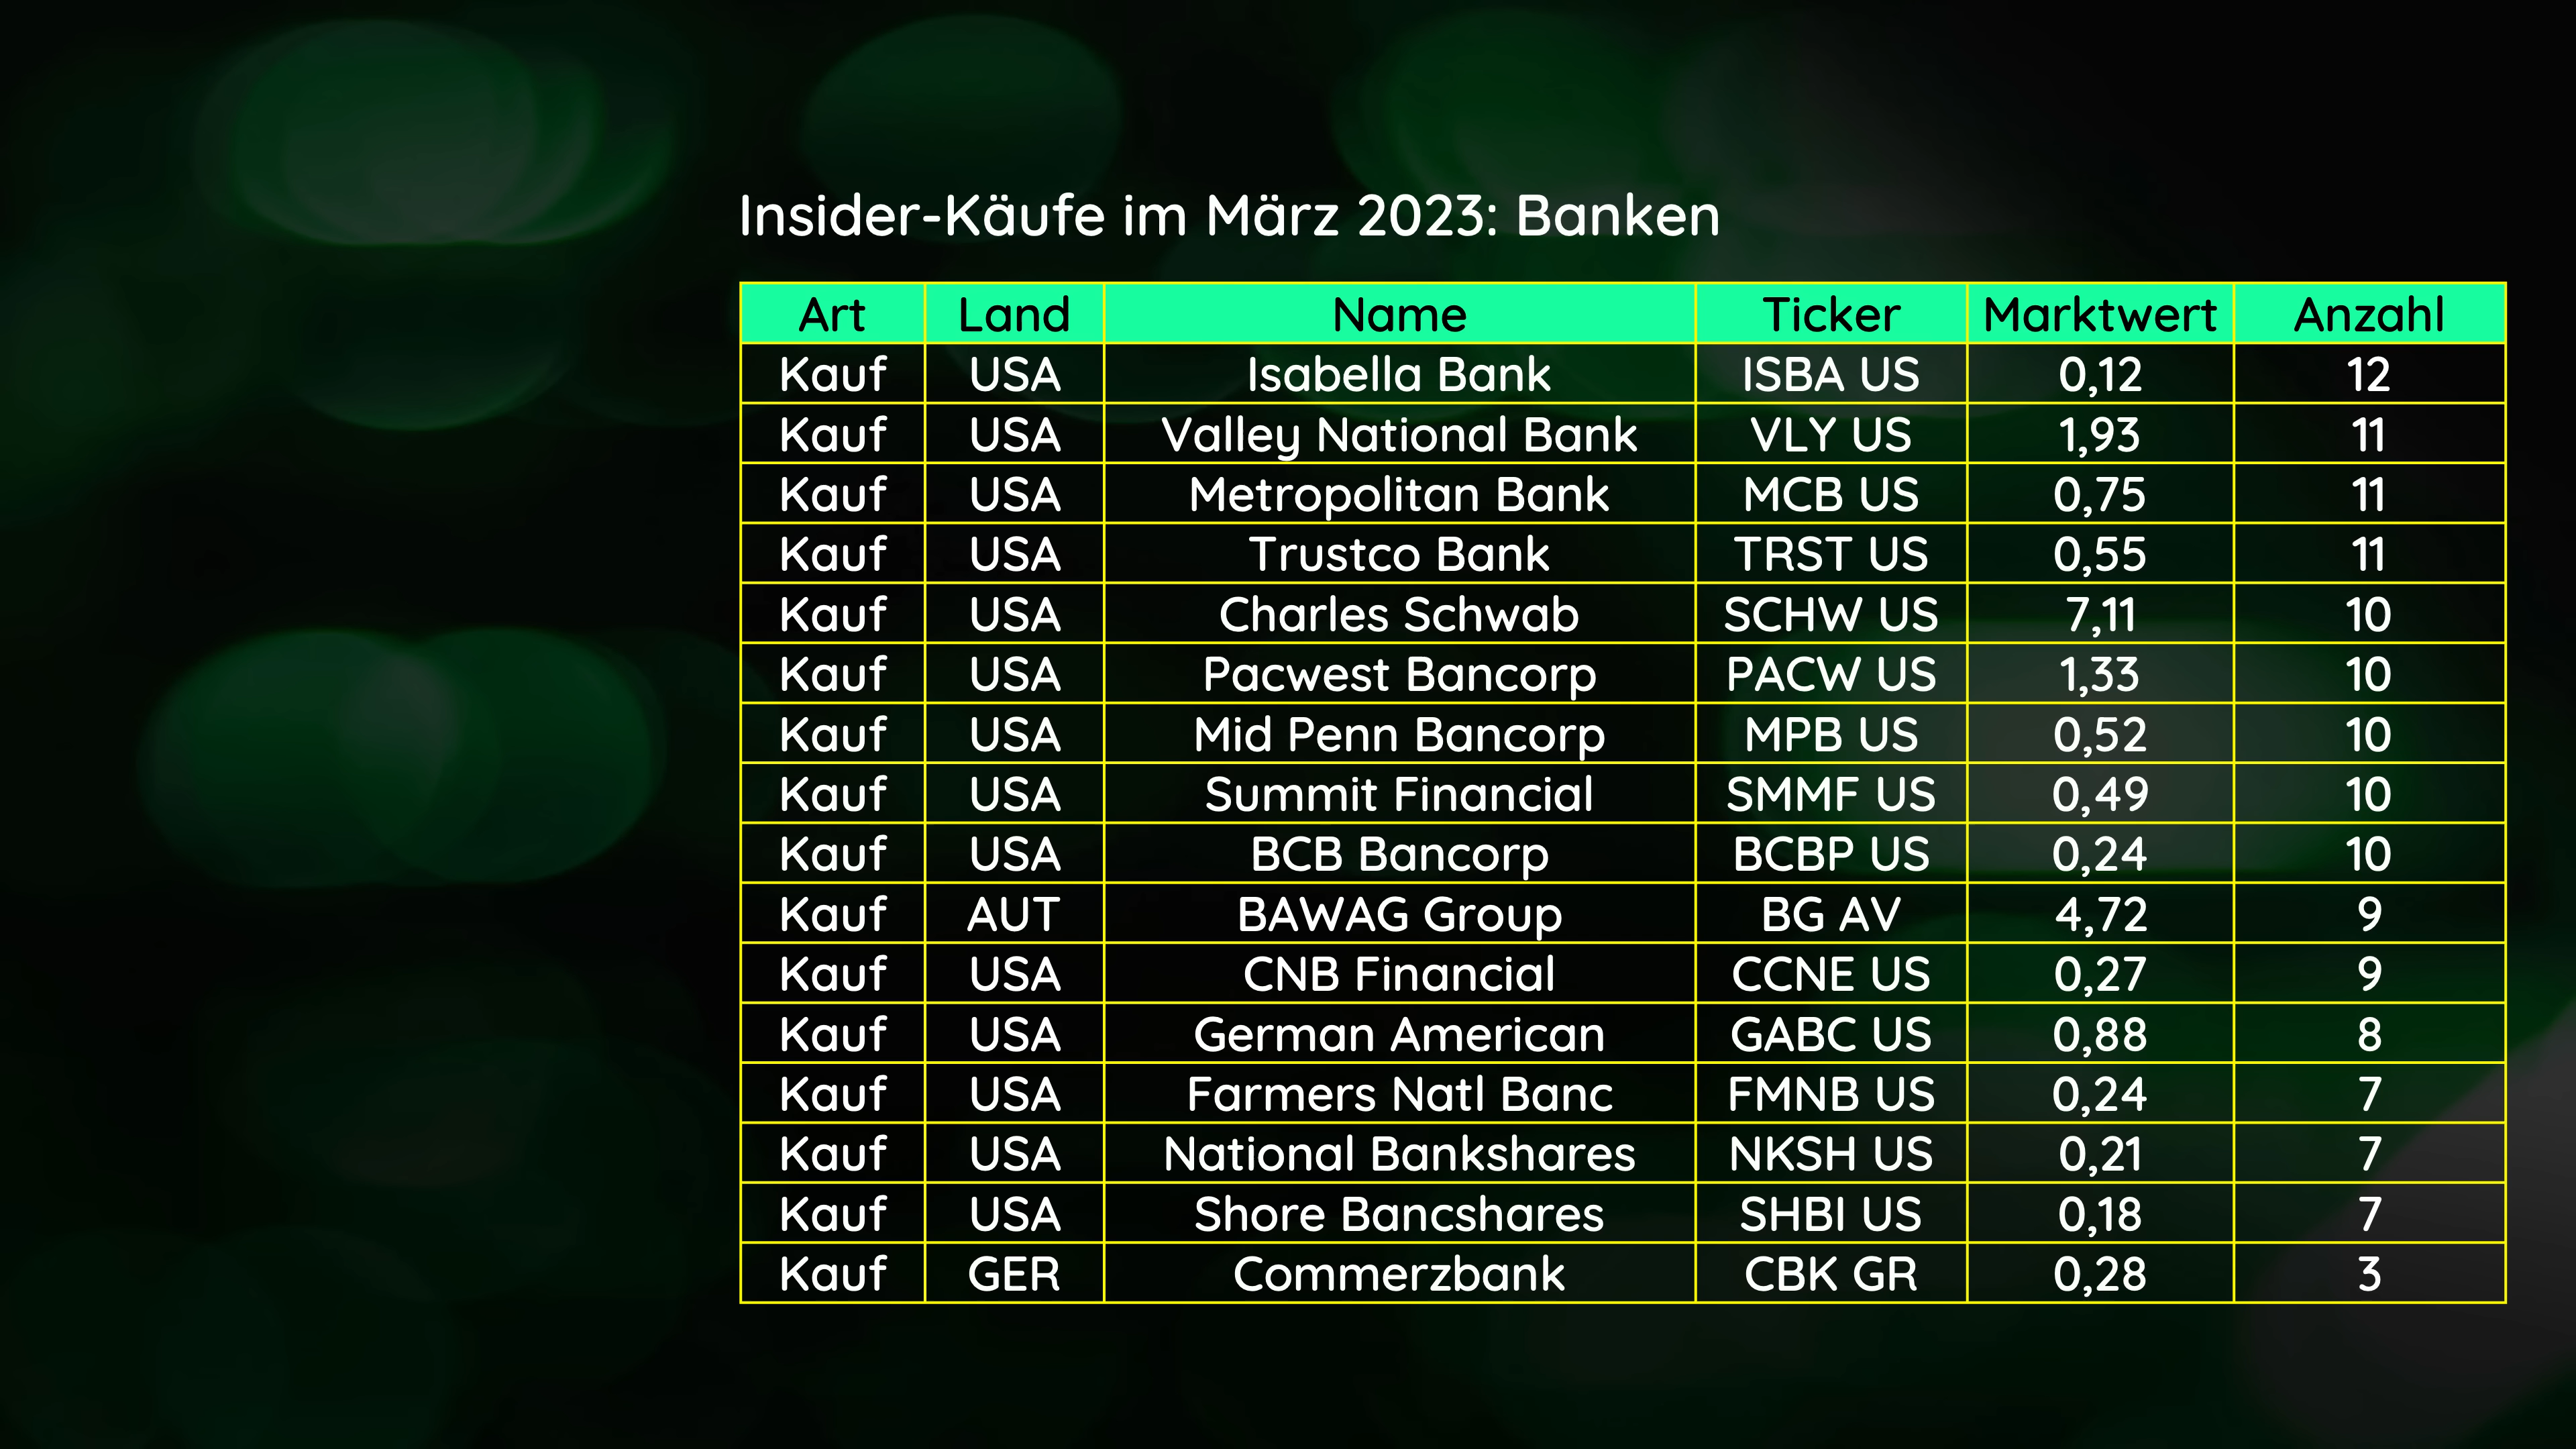 Insider-Käufe im März 2023: Banken
Art Land Name Ticker Marktwert Anzahl
Kauf USA Isabella Bank ISBA US 0,12 12
Kauf USA Valley National Bank VLY US 1,93 11
Kauf USA Metropolitan Bank MCB US 0,75 11
Kauf USA Trustco Bank TRST US 0,55 11
Kauf USA Charles Schwab SCHW US 7,11 10
Kauf USA Pacwest Bancorp PACW US 1,33 10
Kauf USA Mid Penn Bancorp MPB US 0,52 10
Kauf USA Summit Financial SMMF US 0,49 10
Kauf USA BCB Bancorp BCBP US 0,24 10
Kauf AUT BAWAG Group BG AV 4,72 9
Kauf USA CNB Financial CCNE US 0,27 9
Kauf USA German American GABC US 0,88 8
Kauf USA Farmers Natl Banc FMNB US 0,24 7
Kauf USA National Bankshares NKSH US 0,21 7
Kauf USA Shore Bancshares SHBI US 0,18 7
Kauf GER Commerzbank CBK GR 0,28 3